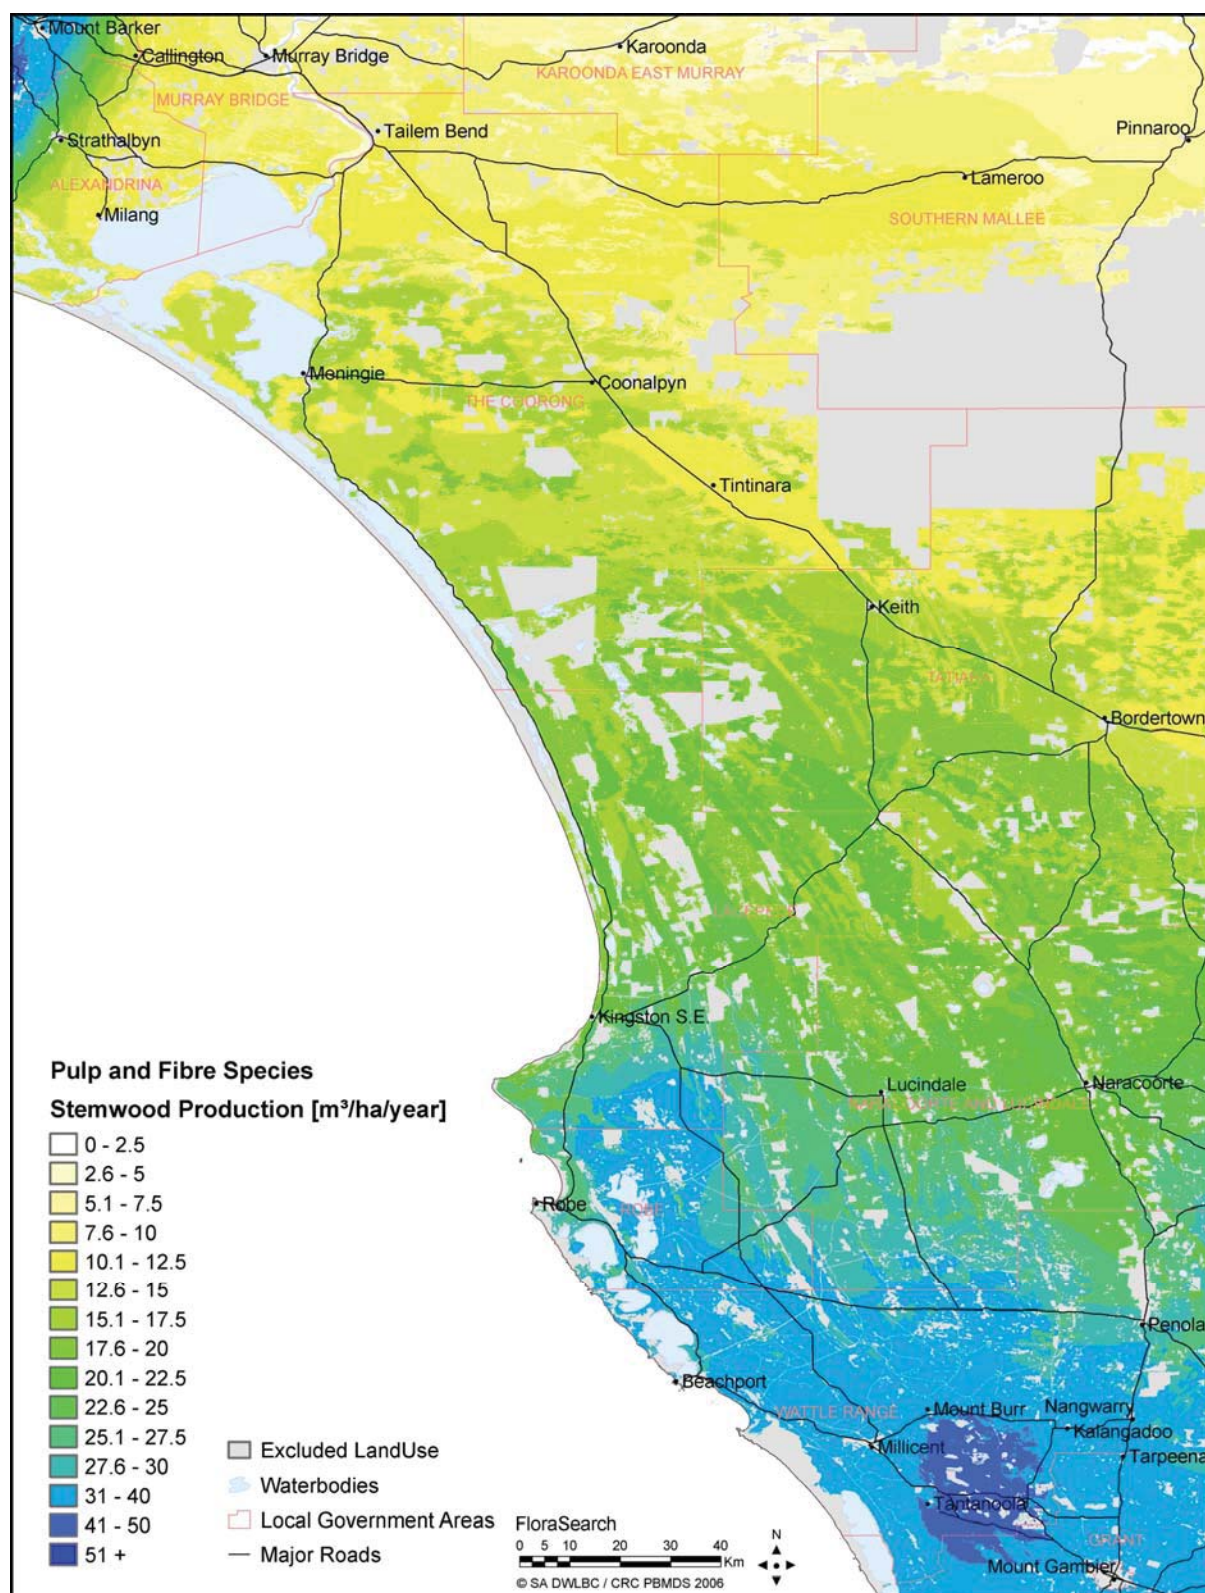 Mount Barker
Callington
Murray Bridge
Karoonda
KAROONDA EAST MURRAY
MURRAY BRIDGE
Strathalbyn
Tailem Bend
Pinnaroo
ALEXANDRINA
Lameroo
Milang
SOUTHERN MALLEE
Meningie
Coonalpyn
THE COORONG
Tintinara
Keith
TATIARA
Bordertown
Kingston S.E.
Lucindale
Naracoorte
Robe
ROBE
Penola
Beachport
WATTLE RANGE
Mount Burr
Nangwarry
Kalangadoo
Millicent
Tarpeena
Tantanoola
GRANT
Mount Gambier
Pulp and Fibre Species
Stemwood Production [m³/ha/year]
0 - 2.5
2.6 - 5
5.1 - 7.5
7.6 - 10
10.1 - 12.5
12.6 - 15
15.1 - 17.5
17.6 - 20
20.1 - 22.5
22.6 - 25
25.1 - 27.5
27.6 - 30
31 - 40
41 - 50
51 +
Excluded LandUse
Waterbodies
Local Government Areas
Major Roads
FloraSearch
0 5 10 20 30 40
Km
© SA DWLBC / CRC PBMDS 2006
N